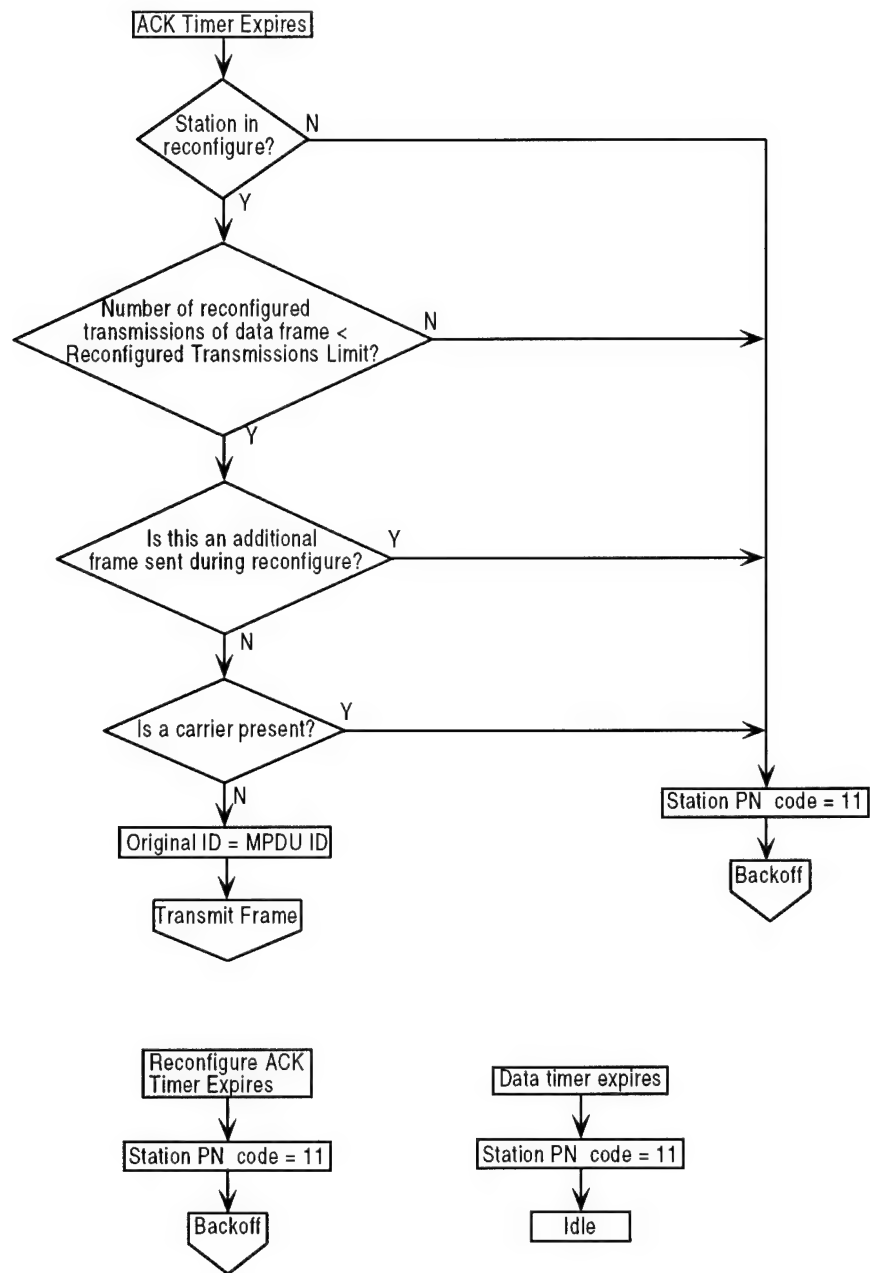 ACK Timer Expires
Station in
reconfigure?
N
Y
Number of reconfigured
transmissions of data frame <
Reconfigured Transmissions Limit?
N
Y
Is this an additional
frame sent during reconfigure?
Y
N
Is a carrier present?
Y
N
Original ID = MPDU ID
Transmit Frame
Station PN code = 11
Backoff
Reconfigure ACK
Timer Expires
Station PN code = 11
Backoff
Data timer expires
Station PN code = 11
Idle